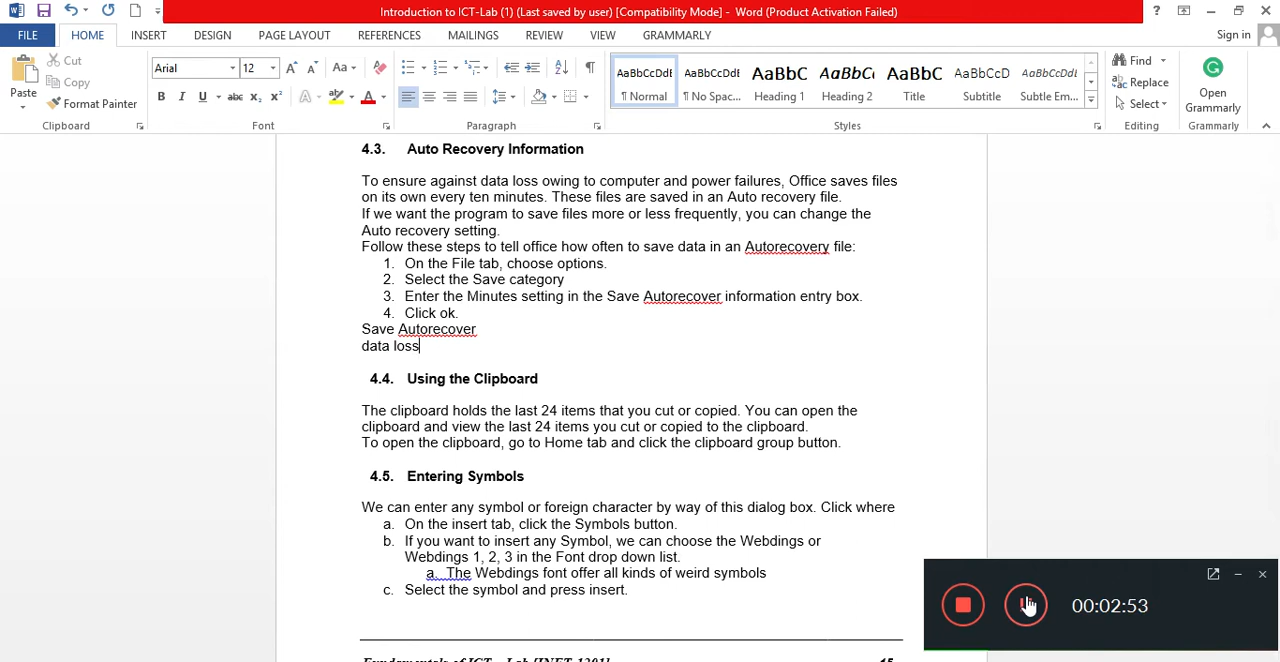 Introduction to ICT-Lab (1) (Last saved by user) [Compatibility Mode] - Word (Product Activation Failed)
FILE HOME INSERT DESIGN PAGE LAYOUT REFERENCES MAILINGS REVIEW VIEW GRAMMARLY Sign in
Paste
Cut
Copy
Format Painter
Clipboard
Arial 12
Font
Paragraph
AaBbCcDdI AaBbCcDdI AaBbC AaBbC AaBbC AaBbCcD AaBbCcDdI
¶ Normal ¶ No Spac... Heading 1 Heading 2 Title Subtitle Subtle Em...
Styles
Find
Replace
Select
Editing
Open
Grammarly
Grammarly
4.3. Auto Recovery Information
To ensure against data loss owing to computer and power failures, Office saves files
on its own every ten minutes. These files are saved in an Auto recovery file.
If we want the program to save files more or less frequently, you can change the
Auto recovery setting.
Follow these steps to tell office how often to save data in an Autorecovery file:
1. On the File tab, choose options.
2. Select the Save category
3. Enter the Minutes setting in the Save Autorecover information entry box.
4. Click ok.
Save Autorecover
data loss
4.4. Using the Clipboard
The clipboard holds the last 24 items that you cut or copied. You can open the
clipboard and view the last 24 items you cut or copied to the clipboard.
To open the clipboard, go to Home tab and click the clipboard group button.
4.5. Entering Symbols
We can enter any symbol or foreign character by way of this dialog box. Click where
a. On the insert tab, click the Symbols button.
b. If you want to insert any Symbol, we can choose the Webdings or
Webdings 1, 2, 3 in the Font drop down list.
a. The Webdings font offer all kinds of weird symbols
c. Select the symbol and press insert.
00:02:53
Fundamentals of ICT – Lab [INET-1201] 15